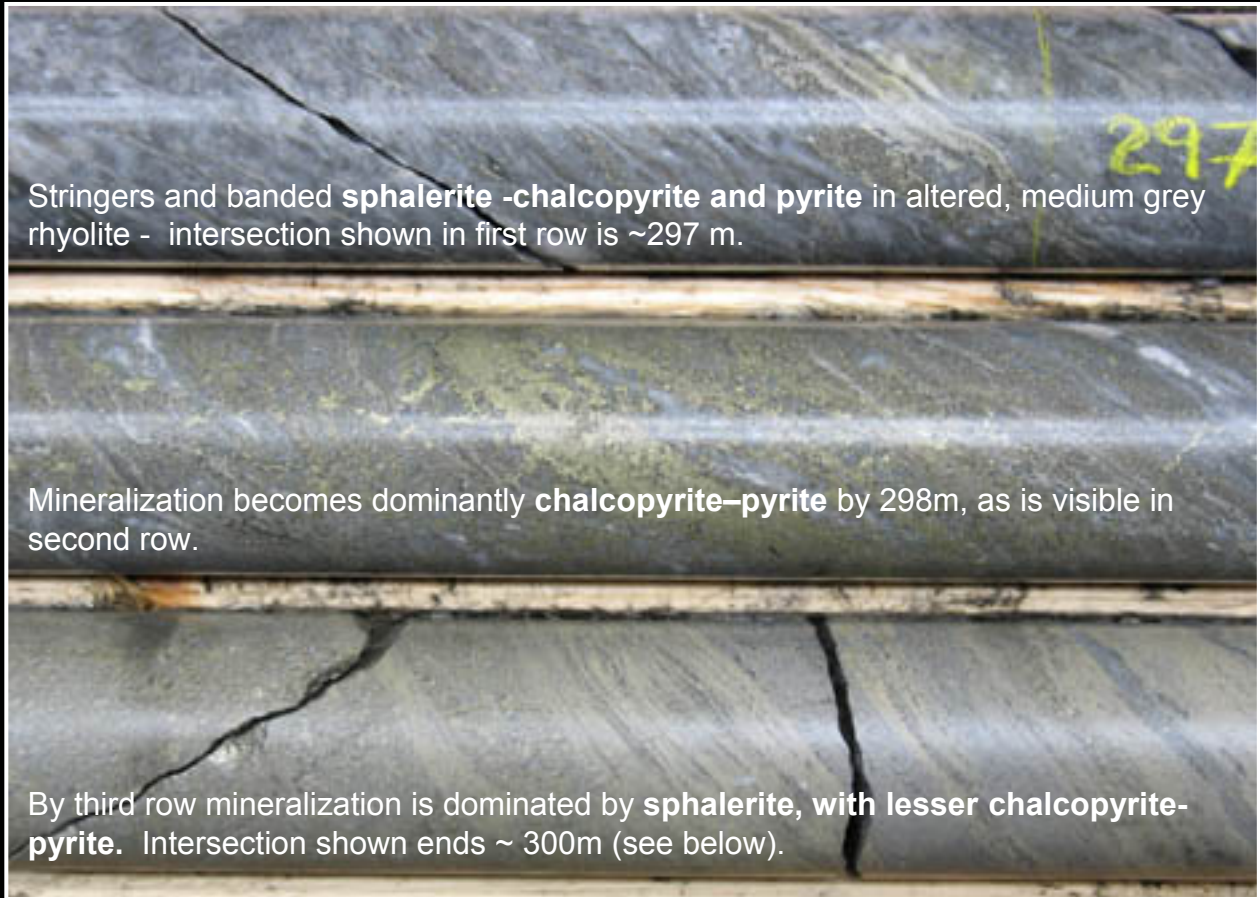 297
Stringers and banded sphalerite -chalcopyrite and pyrite in altered, medium grey
rhyolite - intersection shown in first row is ~297 m.
Mineralization becomes dominantly chalcopyrite–pyrite by 298m, as is visible in
second row.
By third row mineralization is dominated by sphalerite, with lesser chalcopyrite-
pyrite. Intersection shown ends ~ 300m (see below).